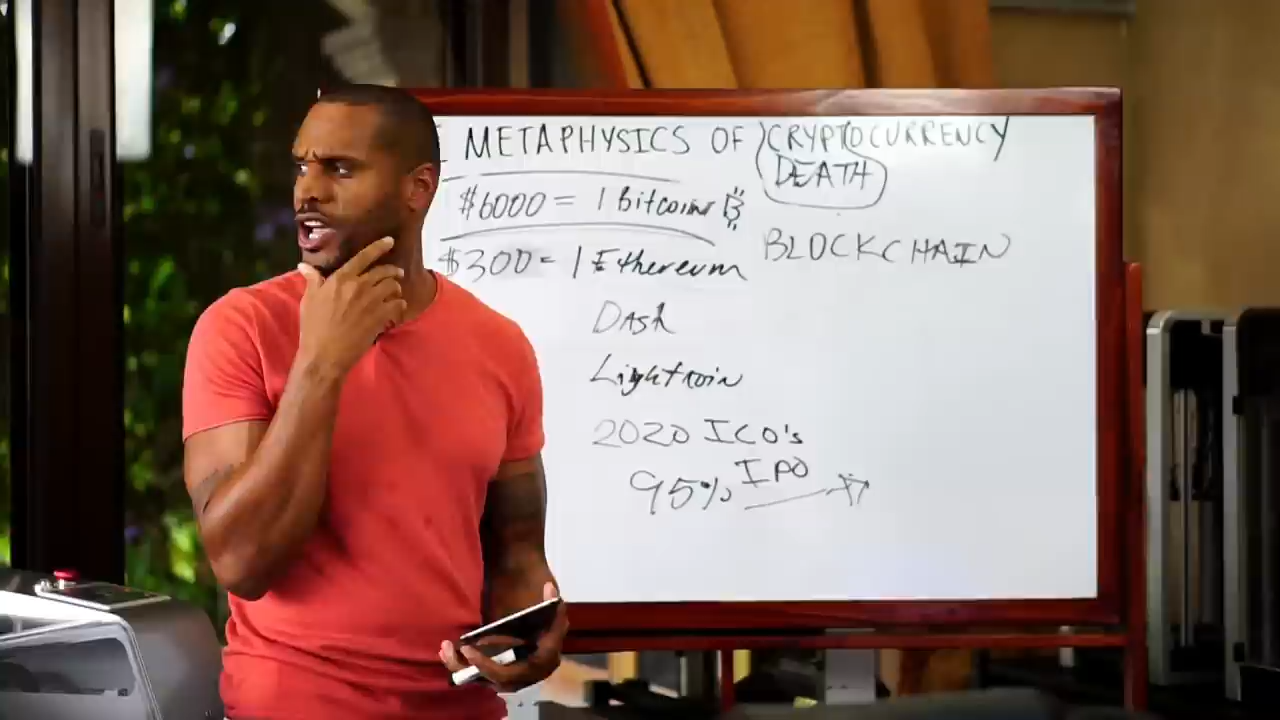 METAPHYSICS OF CRYPTOCURRENCY
DEATH
$6000 = 1 Bitcoin ₿
$300 = 1 Ethereum
BLOCKCHAIN
DAsh
Lightcoin
2020 ICO's
95% IPO